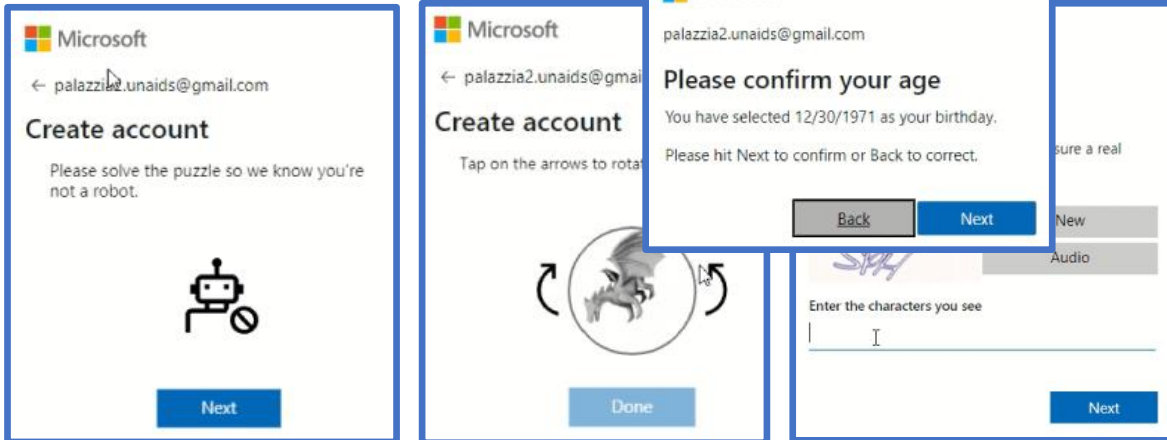 Microsoft
← palazzia2.unaids@gmail.com
Create account
Please solve the puzzle so we know you're
not a robot.
Next
Microsoft
← palazzia2.unaids@gmai
Create account
Tap on the arrows to rotat
Done
palazzia2.unaids@gmail.com
Please confirm your age
You have selected 12/30/1971 as your birthday.
Please hit Next to confirm or Back to correct.
Back
Next
sure a real
New
Audio
Enter the characters you see
Next